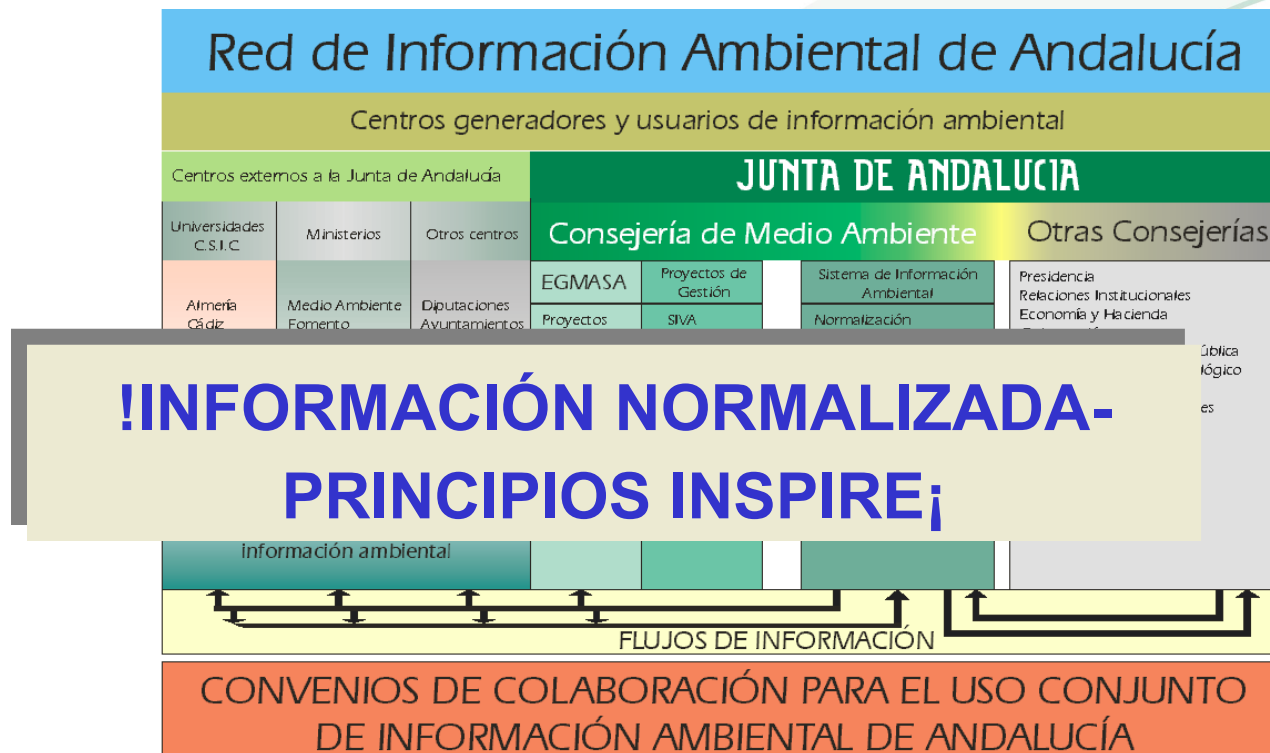 Red de Información Ambiental de Andalucía
Centros generadores y usuarios de información ambiental
Centros externos a la Junta de Andalucía
JUNTA DE ANDALUCIA
Universidades
C.S.I.C.
Ministerios
Otros centros
Consejería de Medio Ambiente
Otras Consejerías
Almería
Cádiz
Medio Ambiente
Fomento
Diputaciones
Ayuntamientos
EGMASA
Proyectos
Proyectos de
Gestión
SIVA
Sistema de Información
Ambiental
Normalización
Presidencia
Relaciones Institucionales
Economía y Hacienda
!INFORMACIÓN NORMALIZADA-
PRINCIPIOS INSPIRE¡
información ambiental
FLUJOS DE INFORMACIÓN
CONVENIOS DE COLABORACIÓN PARA EL USO CONJUNTO
DE INFORMACIÓN AMBIENTAL DE ANDALUCÍA